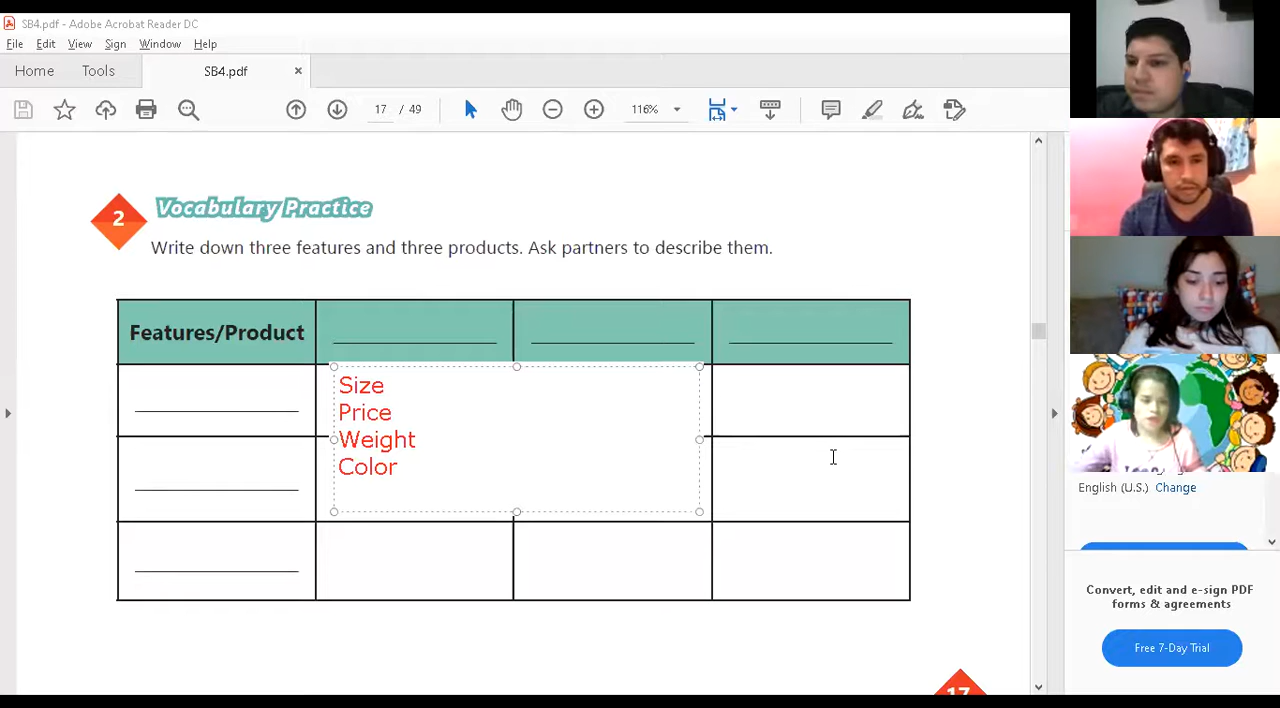 SB4.pdf - Adobe Acrobat Reader DC
File Edit View Sign Window Help
Home Tools SB4.pdf ×
17 / 49 116%
2 Vocabulary Practice
Write down three features and three products. Ask partners to describe them.
Features/Product
Size
Price
Weight
Color
English (U.S.) Change
Convert, edit and e-sign PDF
forms & agreements
Free 7-Day Trial
17